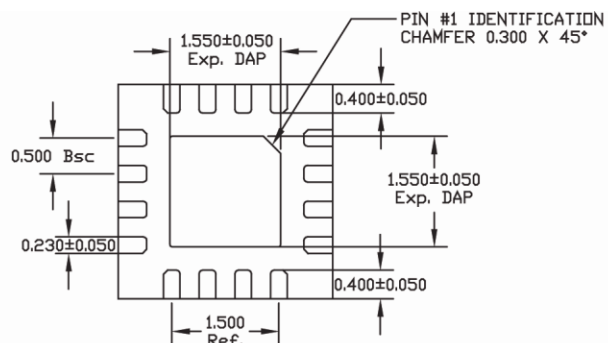 PIN #1 IDENTIFICATION
CHAMFER 0.300 X 45°
1.550±0.050
Exp. DAP
0.400±0.050
0.500 Bsc
1.550±0.050
Exp. DAP
0.230±0.050
0.400±0.050
1.500
Ref.